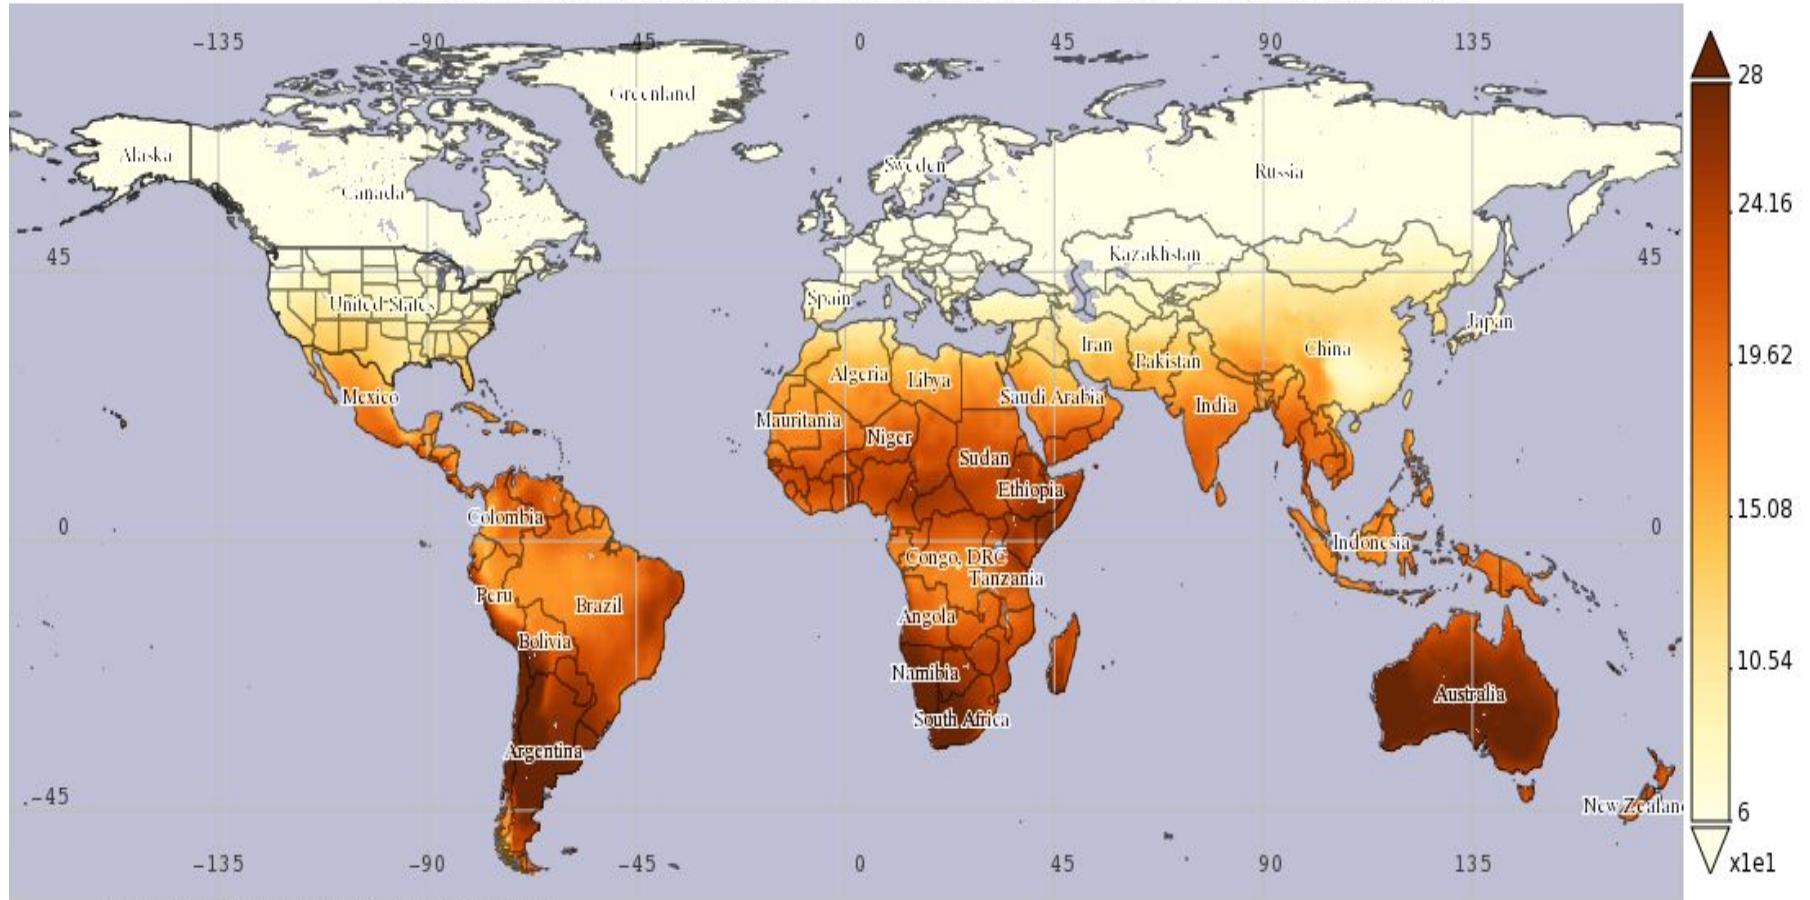 -135
-90
-45
0
45
90
135
28
Greenland
Alaska
Sweden
Russia
Canada
24.16
45
Kazakhstan
45
United States
Spain
Japan
Iran
China
Pakistan
19.62
Algeria
Libya
Mexico
Saudi Arabia
India
Mauritania
Niger
Sudan
Ethiopia
15.08
Colombia
0
0
Indonesia
Congo, DRC
Tanzania
Peru
Brazil
Angola
Bolivia
10.54
Namibia
Australia
South Africa
Argentina
-45
New Zealan
6
-135
-90
-45
0
45
90
135
x1e1